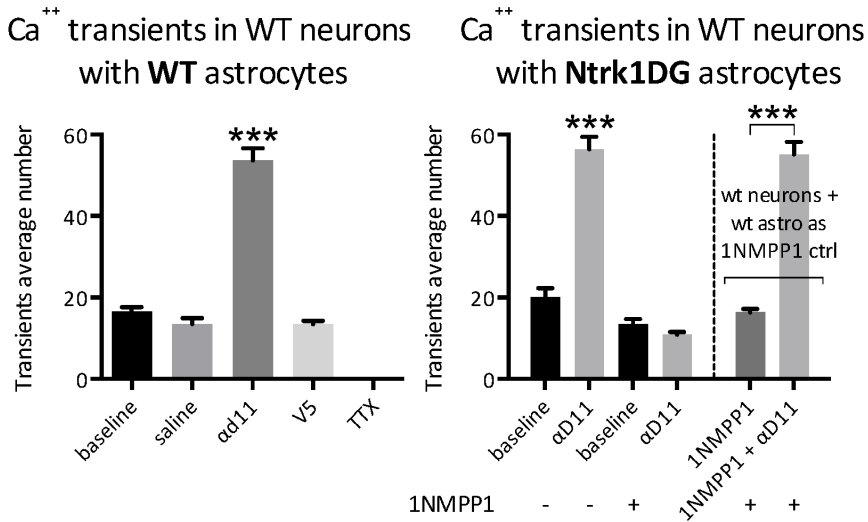 Ca++ transients in WT neurons
with WT astrocytes
Transients average number
60
40
20
0
***
baseline
saline
αd11
V5
TTX
Ca++ transients in WT neurons
with Ntrk1DG astrocytes
Transients average number
60
40
20
0
***
***
wt neurons +
wt astro as
1NMPP1 ctrl
baseline
αD11
baseline
αD11
1NMPP1
1NMPP1 + αD11
1NMPP1 - - + + +